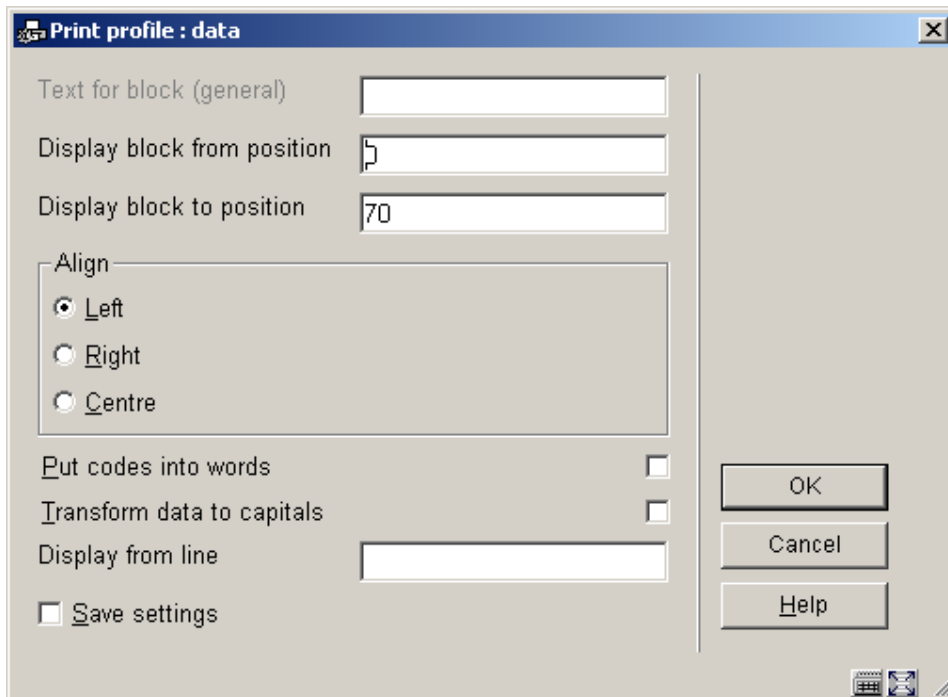 Print profile : data
Text for block (general)
Display block from position
Display block to position 70
Align
Left
Right
Centre
Put codes into words
Transform data to capitals
Display from line
Save settings
OK
Cancel
Help